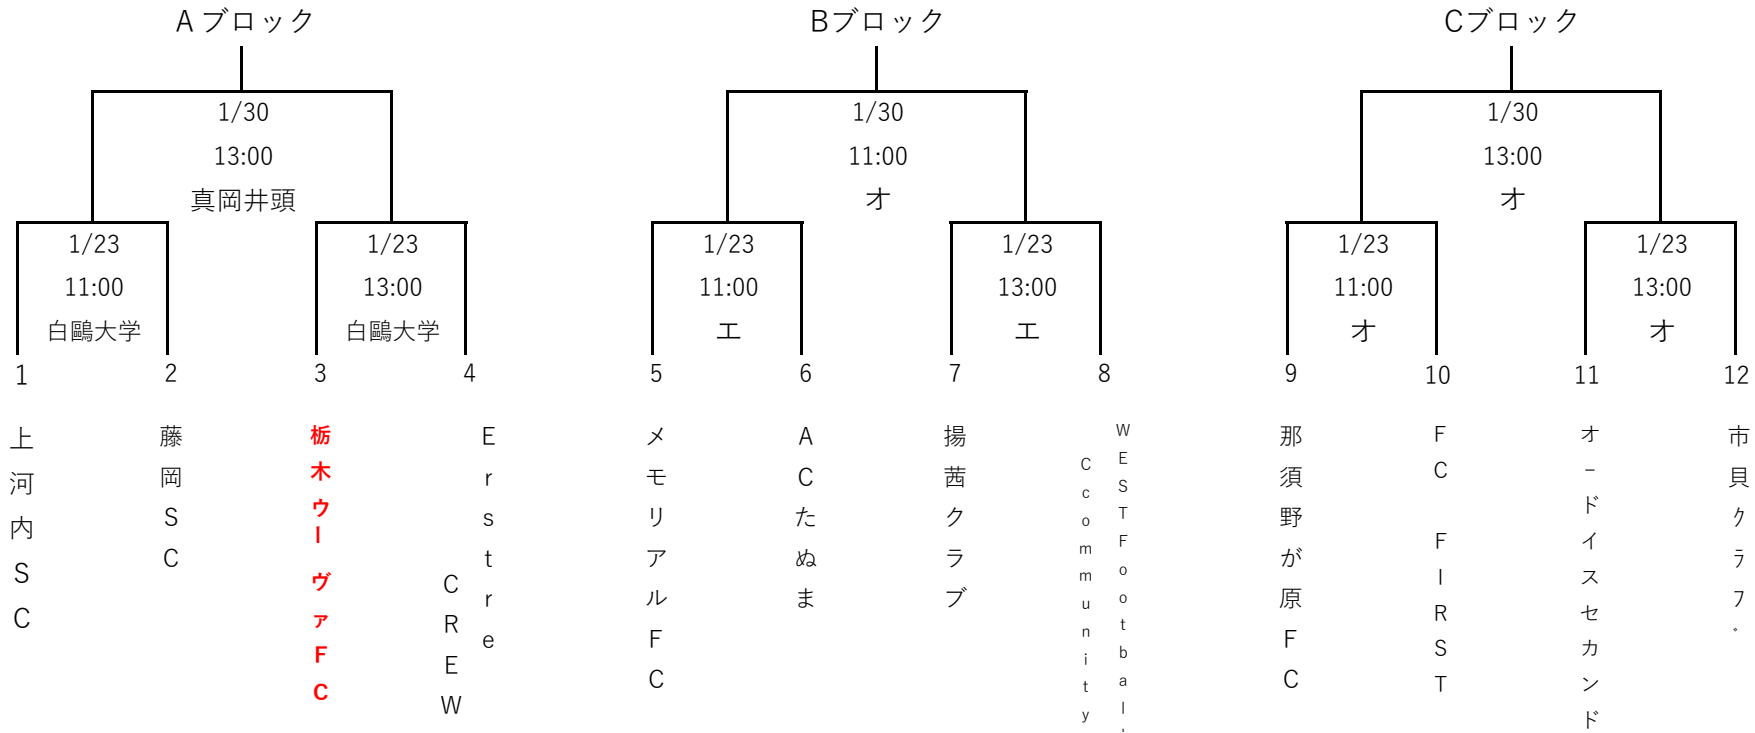 Aブロック
Bブロック
Cブロック
1/30
13:00
真岡井頭
1/30
11:00
オ
1/30
13:00
オ
1/23
11:00
白鷗大学
1/23
13:00
白鷗大学
1/23
11:00
エ
1/23
13:00
エ
1/23
11:00
オ
1/23
13:00
オ
1
2
3
4
5
6
7
8
9
10
11
12
上河内SC
藤岡SC
栃木ウーヴァFC
Erstre
CREW
メモリアルFC
ACたぬま
揚茜クラブ
WESTFootbal
Ccommunity
那須野が原FC
FC FIRST
オードイスセカンド
市貝クラブ